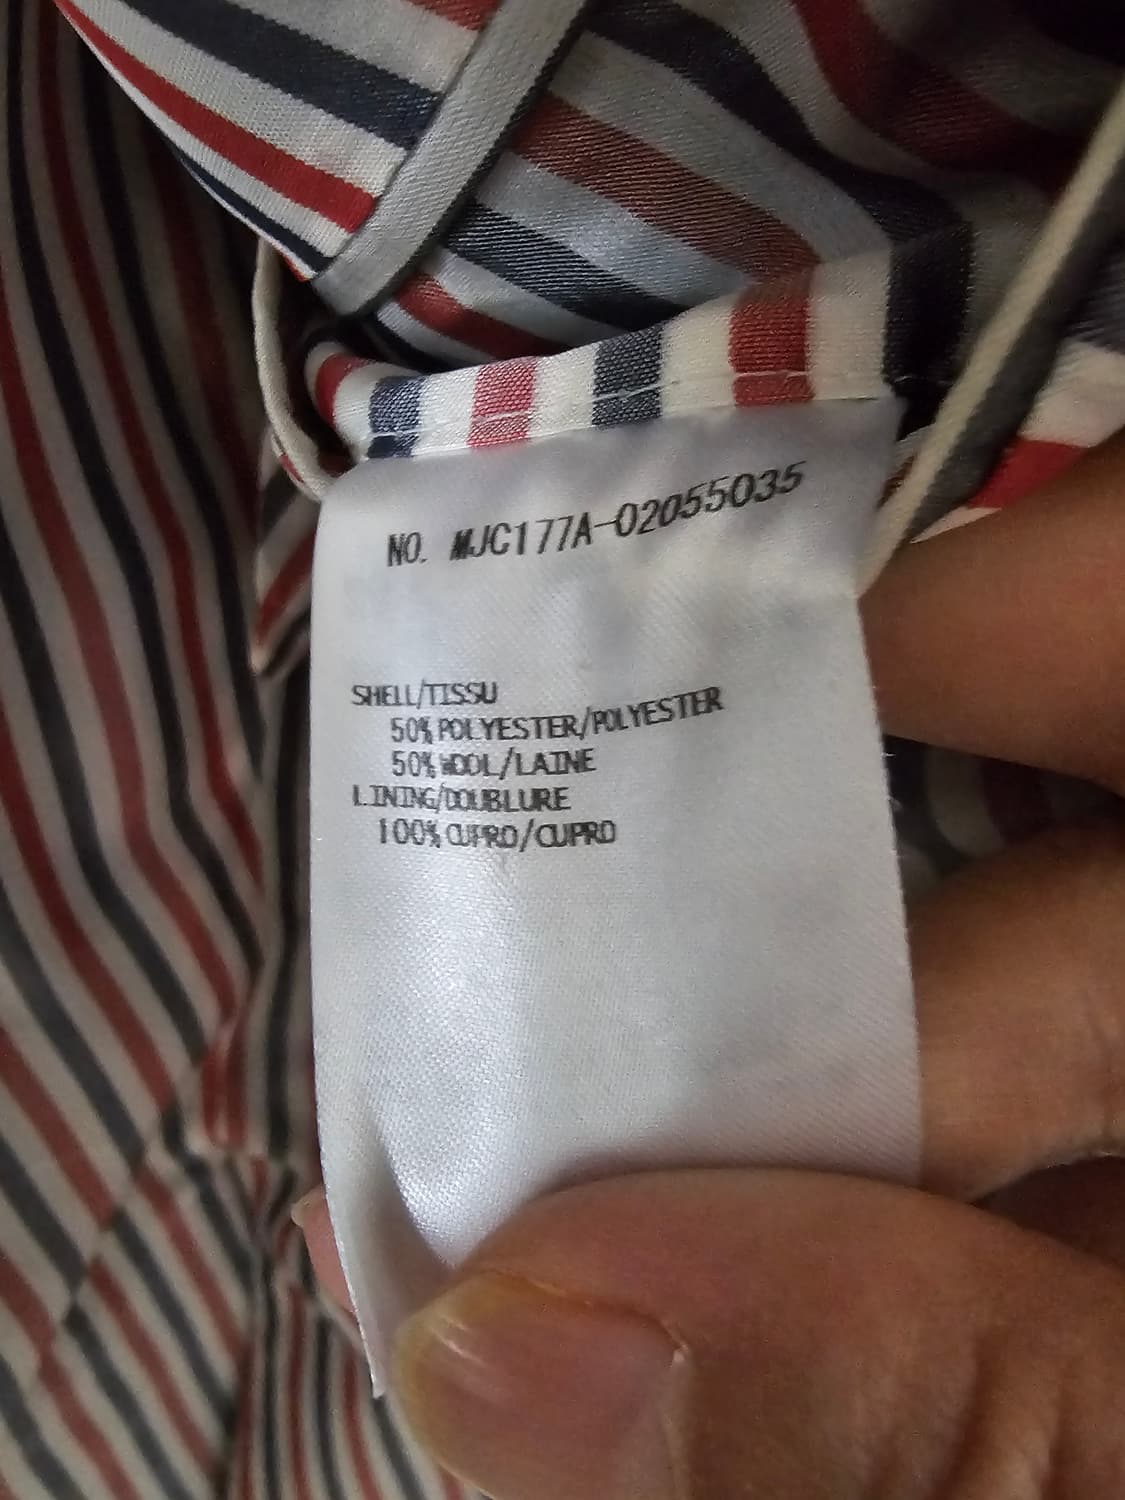 NO. MJC177A-02055035
SHELL/TISSU
50% POLYESTER/POLYESTER
50% WOOL/LAINE
LINING/DOUBLURE
100% CUPRO/CUPRO